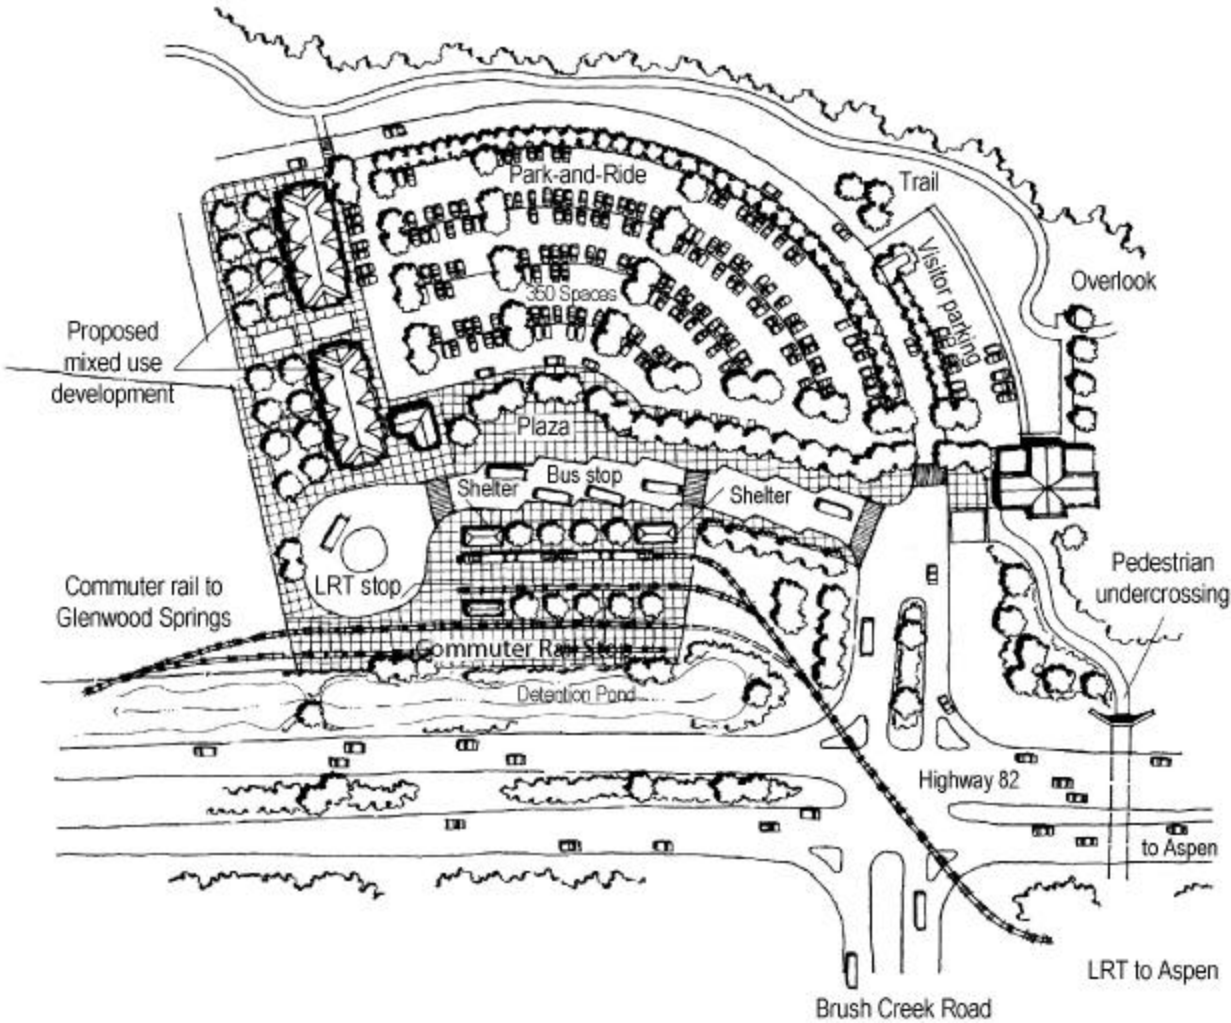 Park-and-Ride
Trail
Visitor parking
Overlook
350 Spaces
Proposed
mixed use
development
Plaza
Bus stop
Shelter
Shelter
Pedestrian
undercrossing
Commuter rail to
Glenwood Springs
LRT stop
Commuter Rail Stop
Detention Pond
Highway 82
to Aspen
LRT to Aspen
Brush Creek Road